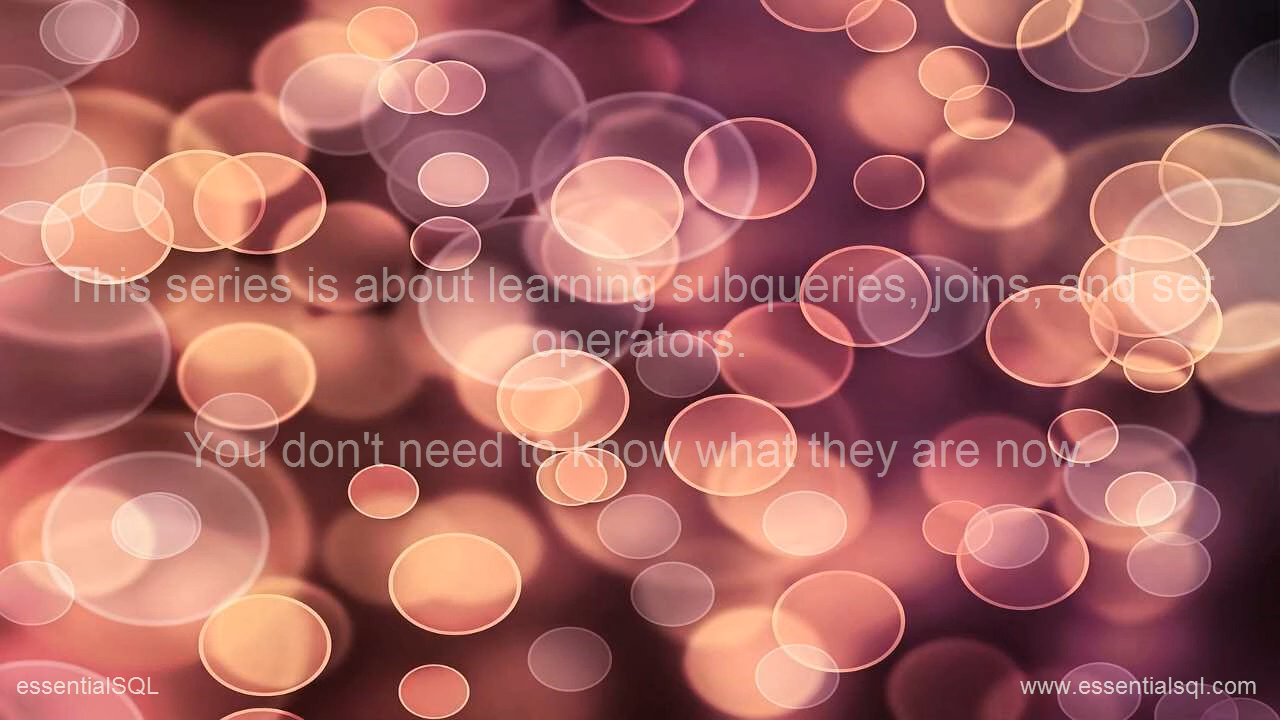 This series is about learning subqueries, joins, and set
operators.
You don't need to know what they are now.
essentialSQL
www.essentialsql.com